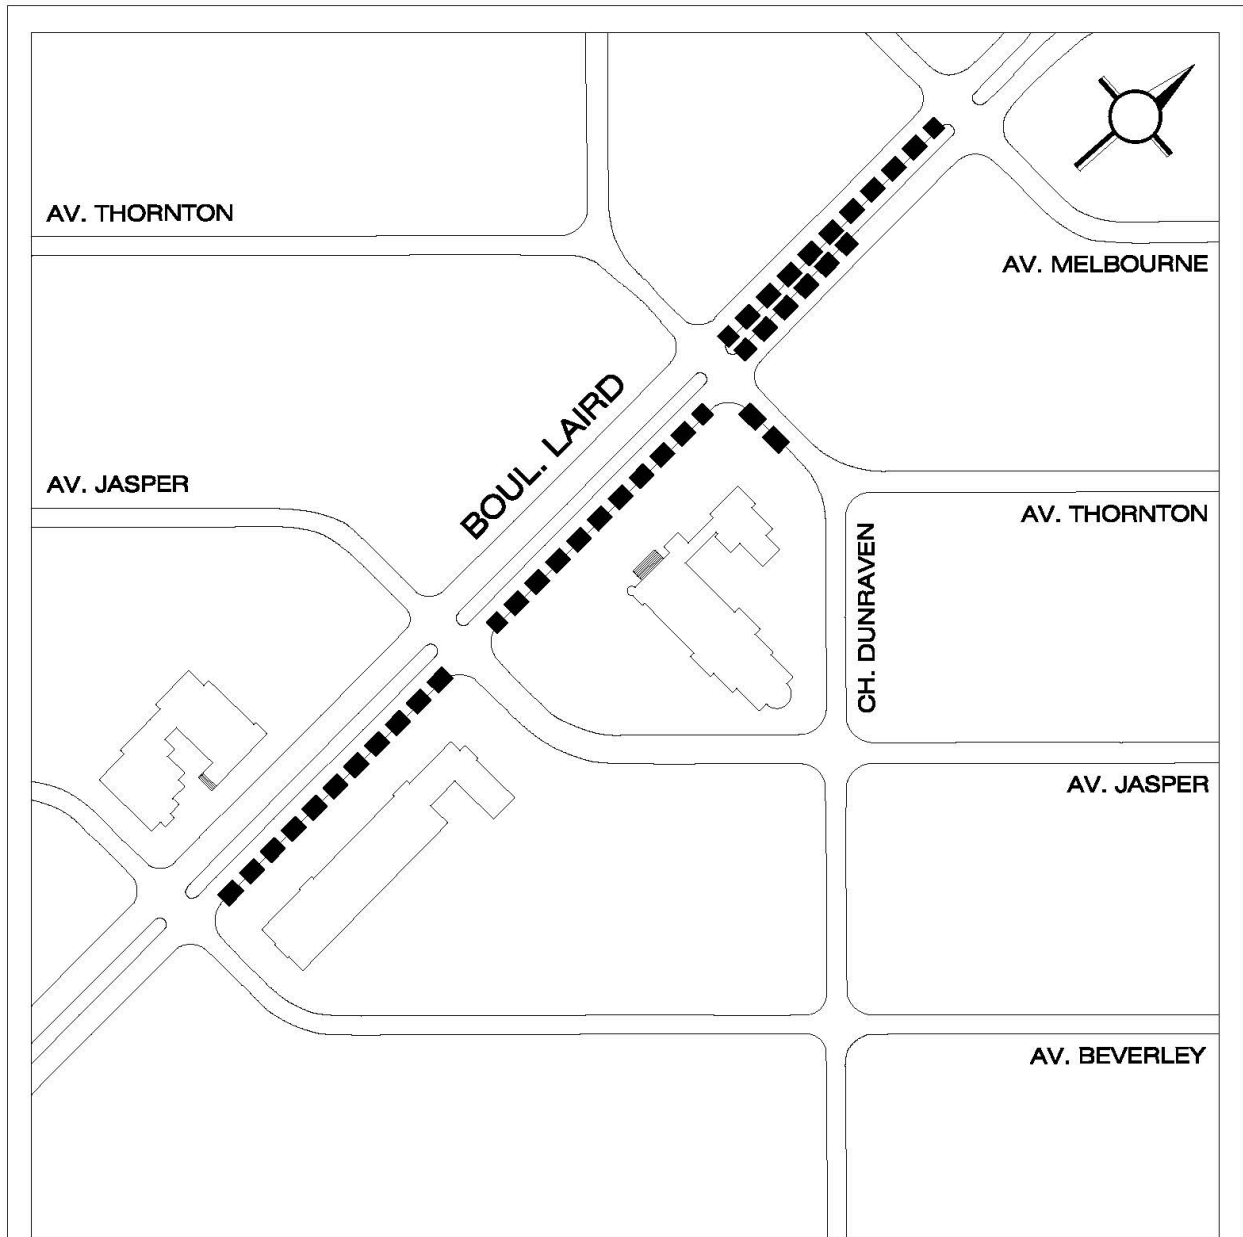 AV. THORNTON
AV. MELBOURNE
BOUL. LAIRD
AV. JASPER
AV. THORNTON
CH. DUNRAVEN
AV. JASPER
AV. BEVERLEY